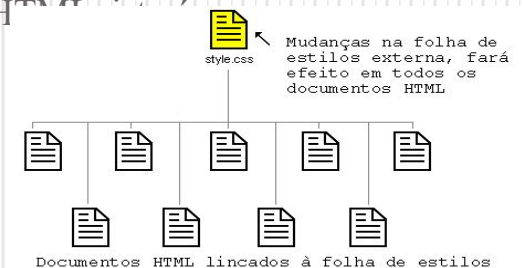 style.css
Mudanças na folha de
estilos externa, fará
efeito em todos os
documentos HTML
Documentos HTML lincados à folha de estilos